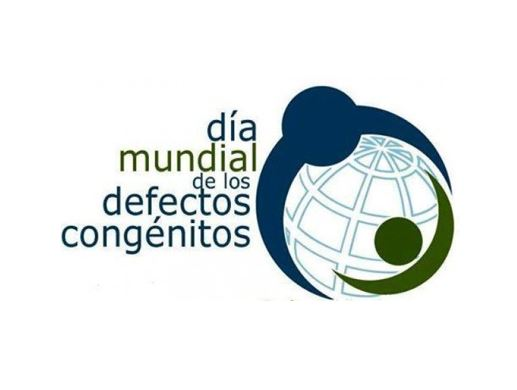 día
mundial
de los
defectos
congénitos